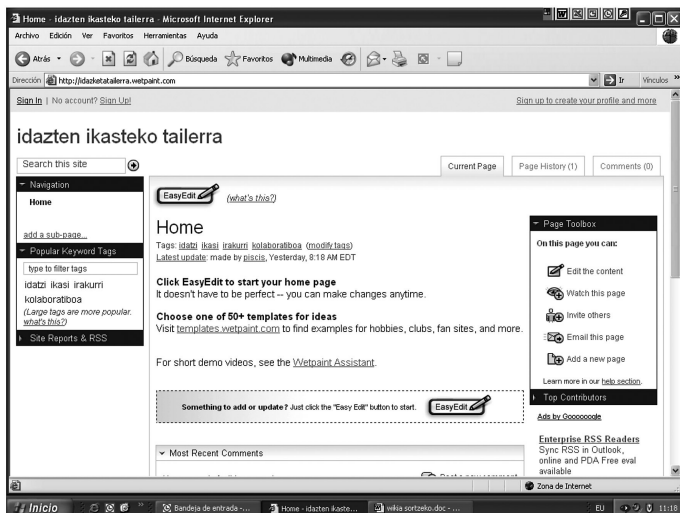 Home - idazten ikasteko tailerra - Microsoft Internet Explorer
Archivo Edición Ver Favoritos Herramientas Ayuda
Atrás Búsqueda Favoritos Multimedia
Dirección http://idazketatailerra.wetpaint.com Ir Vínculos »
Sign In | No account? Sign Up! Sign up to create your profile and more
idazten ikasteko tailerra
Search this site
Current Page Page History (1) Comments (0)
Navigation
Home
add a sub-page...
Popular Keyword Tags
type to filter tags
idatzi ikasi irakurri
kolaboratiboa
(Large tags are more popular.
what's this?)
Site Reports & RSS
EasyEdit (what's this?)
Home
Tags: idatzi ikasi irakurri kolaboratiboa (modify tags)
Latest update: made by piscis, Yesterday, 8:18 AM EDT
Click EasyEdit to start your home page
It doesn't have to be perfect -- you can make changes anytime.
Choose one of 50+ templates for ideas
Visit templates.wetpaint.com to find examples for hobbies, clubs, fan sites, and more.
For short demo videos, see the Wetpaint Assistant.
Something to add or update? Just click the "Easy Edit" button to start. EasyEdit
Most Recent Comments
Page Toolbox
On this page you can:
Edit the content
Watch this page
Invite others
Email this page
Add a new page
Learn more in our help section.
Top Contributors
Ads by Goooooogle
Enterprise RSS Readers
Sync RSS in Outlook,
online and PDA Free eval
available
Zona de Internet
Inicio » Bandeja de entrada -... Home - idazten ikaste... wikia sortzeko.doc - ... EU 11:18